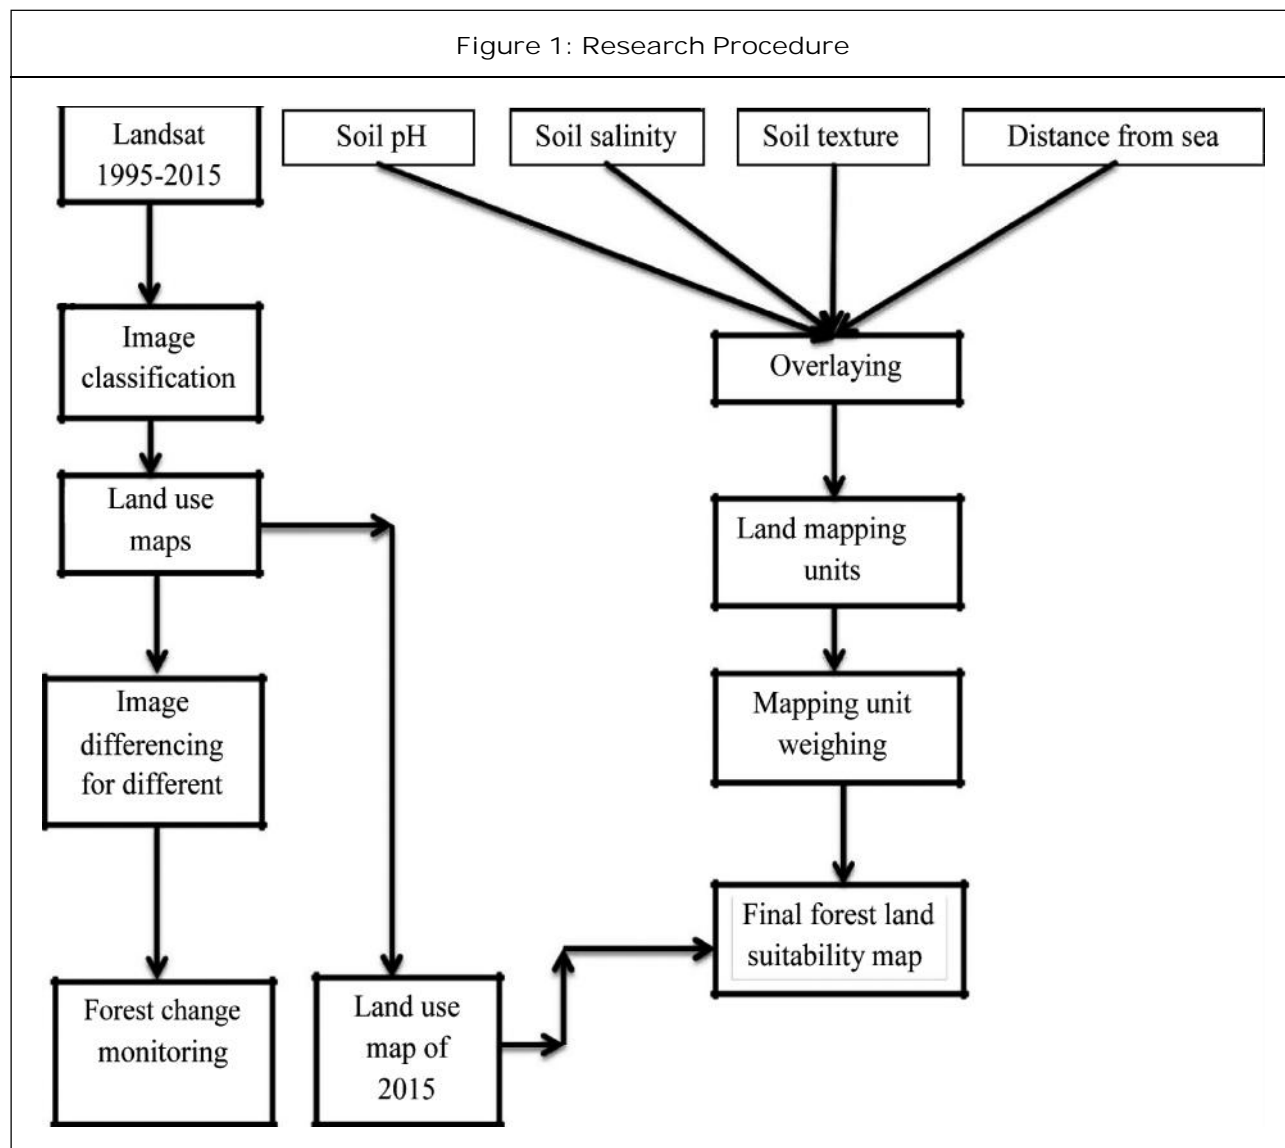 Figure 1: Research Procedure
Landsat
1995-2015
Soil pH
Soil salinity
Soil texture
Distance from sea
Image
classification
Overlaying
Land use
maps
Land mapping
units
Image
differencing
for different
Mapping unit
weighing
Final forest land
suitability map
Forest change
monitoring
Land use
map of
2015